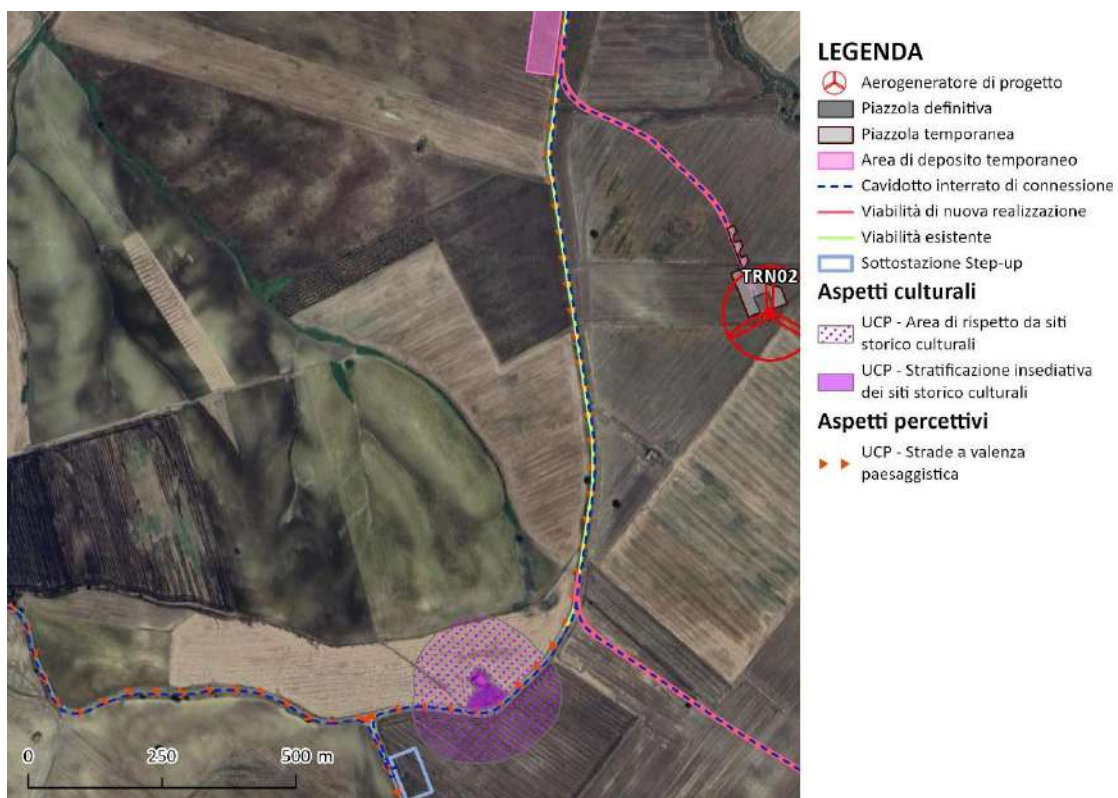 TRN02
0 250 500 m
LEGENDA
Aerogeneratore di progetto
Piazzola definitiva
Piazzola temporanea
Area di deposito temporaneo
Cavidotto interrato di connessione
Viabilità di nuova realizzazione
Viabilità esistente
Sottostazione Step-up
Aspetti culturali
UCP - Area di rispetto da siti
storico culturali
UCP - Stratificazione insediativa
dei siti storico culturali
Aspetti percettivi
UCP - Strade a valenza
paesaggistica